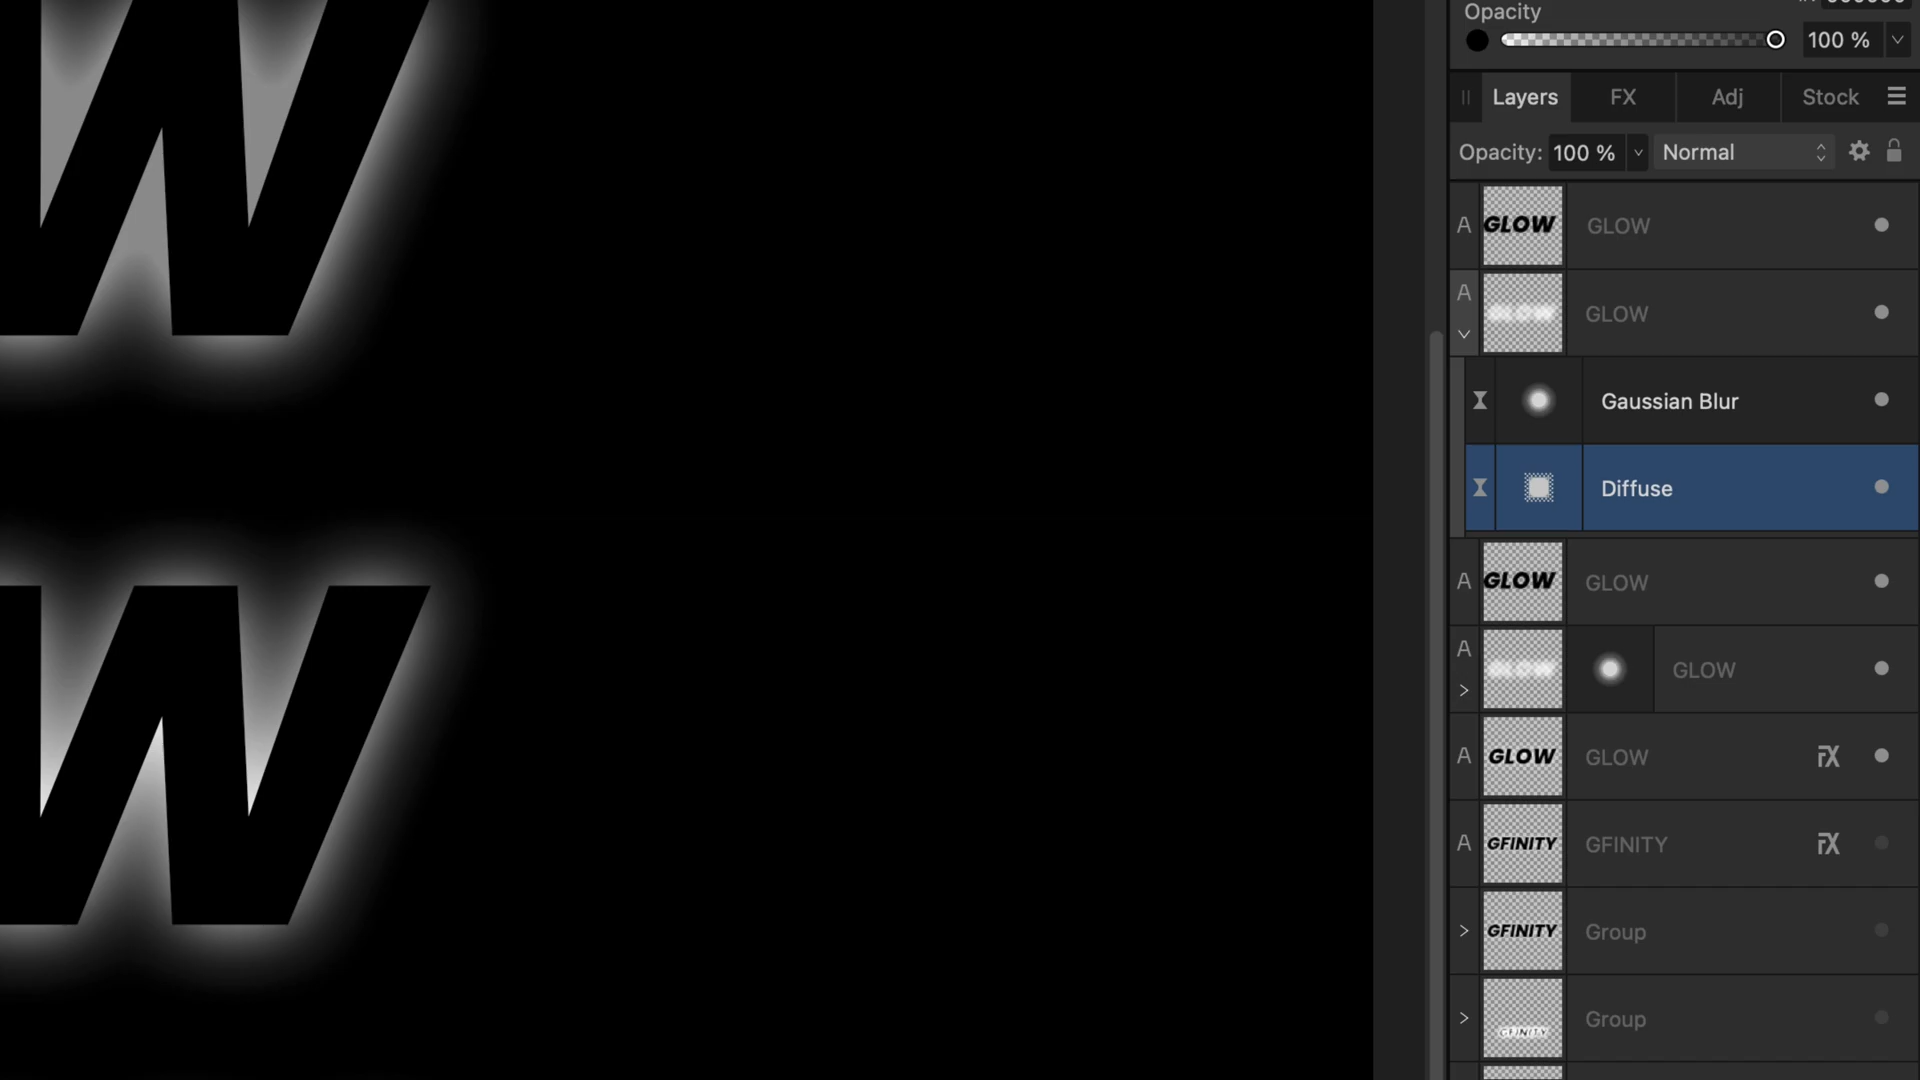 W
Opacity
100 %
Layers FX Adj Stock
Opacity: 100 % Normal
A GLOW GLOW
A GLOW GLOW
Gaussian Blur
Diffuse
A GLOW GLOW
W
A GLOW GLOW
A GLOW GLOW FX
A GFINITY GFINITY FX
GFINITY Group
GFINITY Group